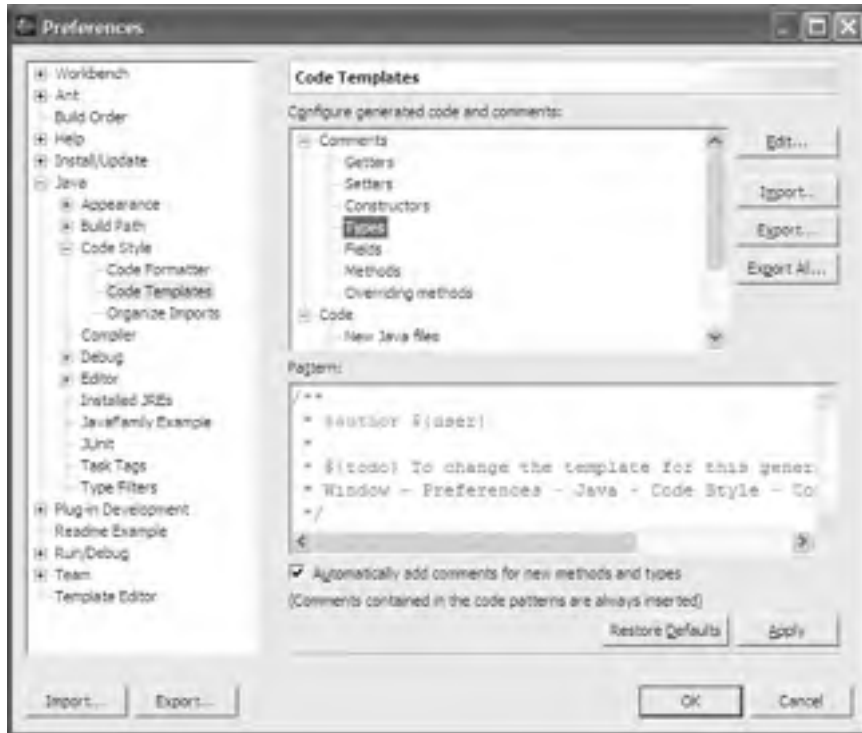 Preferences
Workbench
Ant
Build Order
Help
Install/Update
Java
Appearance
Build Path
Code Style
Code Formatter
Code Templates
Organize Imports
Compiler
Debug
Editor
Installed JREs
JavaFamily Example
JUnit
Task Tags
Type Filters
Plug-in Development
Readme Example
Run/Debug
Team
Template Editor
Import...
Export...
Code Templates
Configure generated code and comments:
Comments
Getters
Setters
Constructors
Types
Fields
Methods
Overriding methods
Code
New Java files
Edit...
Import...
Export...
Export All...
Pattern:
/**
* @author ${user}
*
* ${todo} To change the template for this gener
* Window - Preferences - Java - Code Style - Co
*/
Automatically add comments for new methods and types
(Comments contained in the code patterns are always inserted)
Restore Defaults
Apply
OK
Cancel